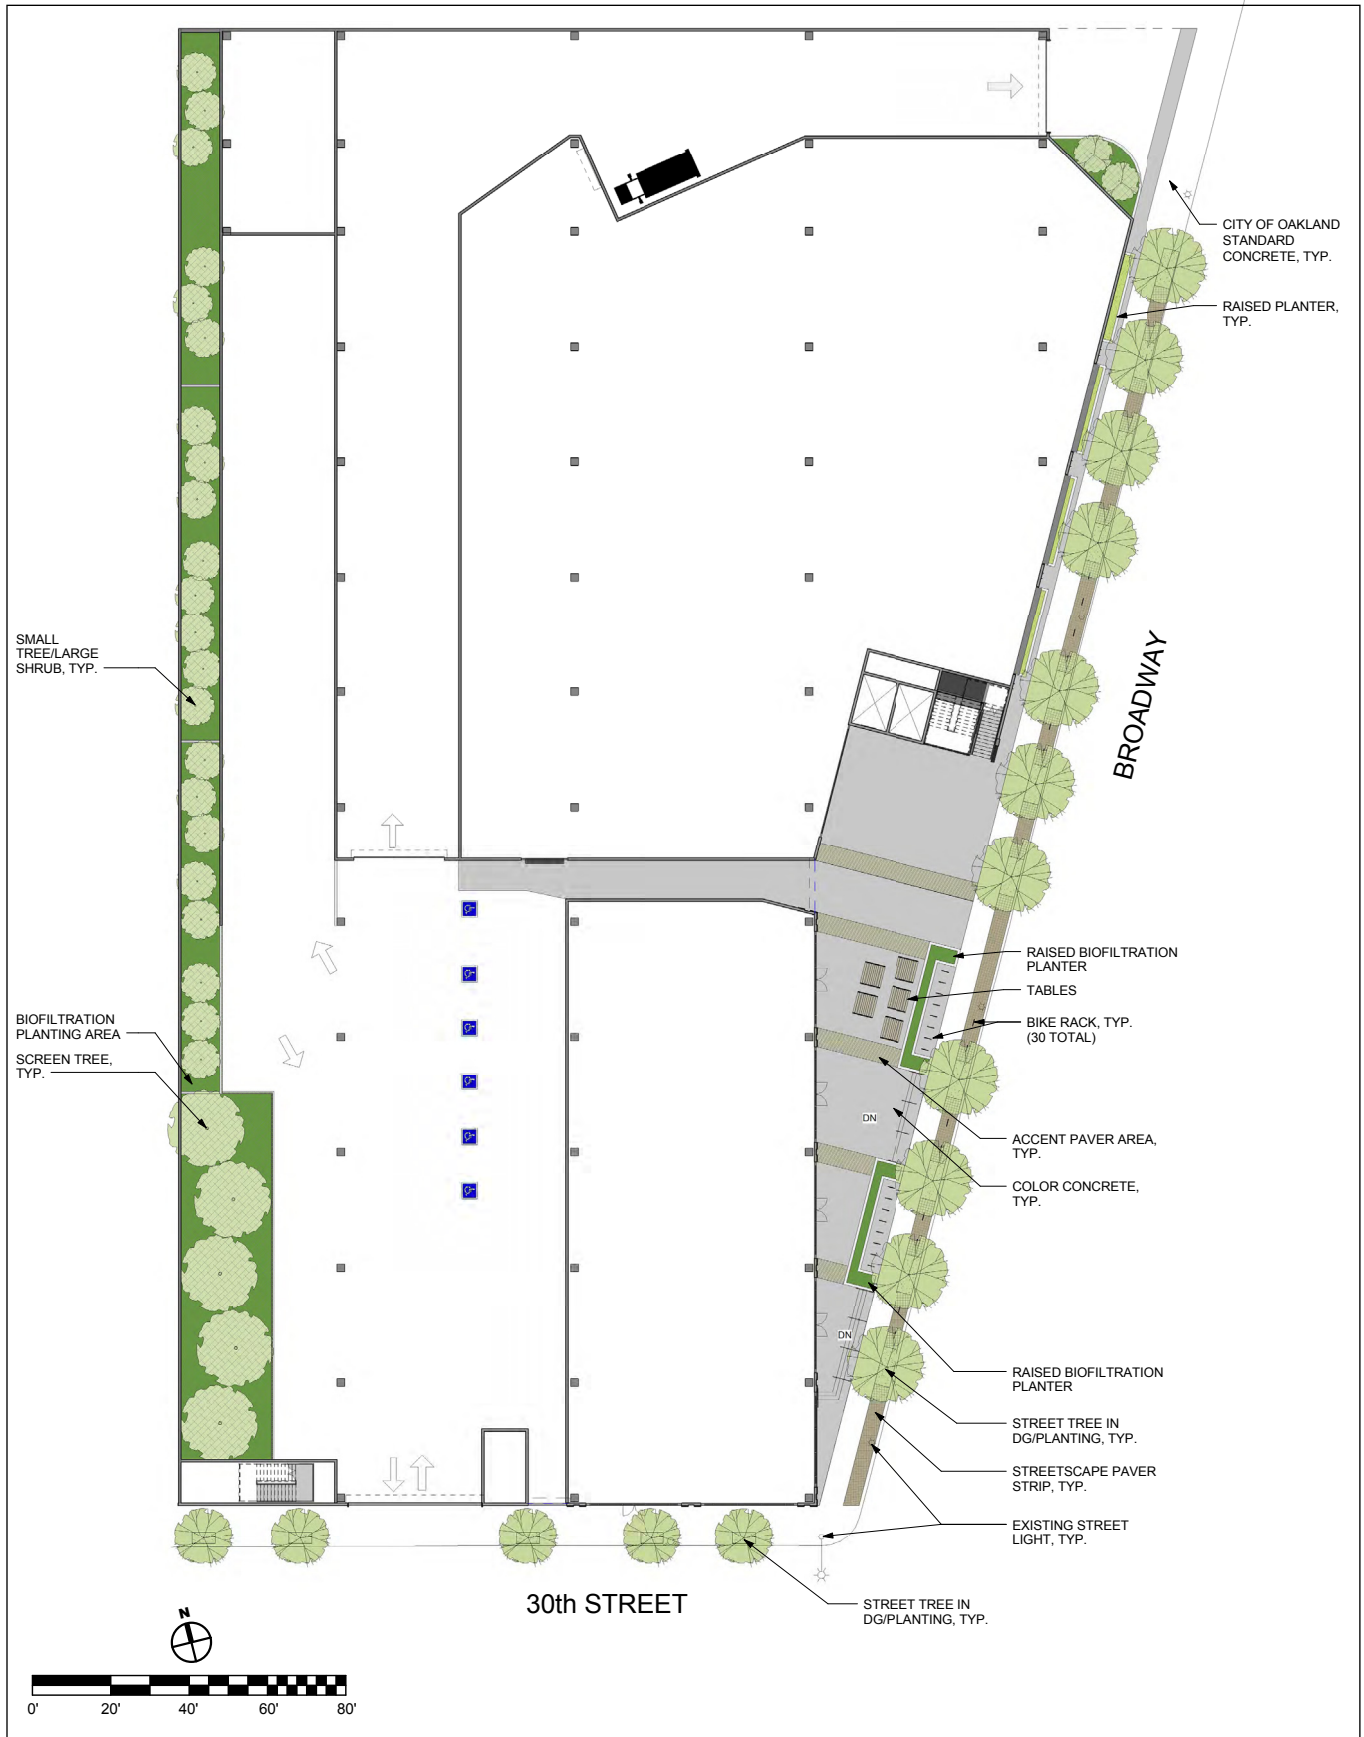 CITY OF OAKLAND
STANDARD
CONCRETE, TYP.
RAISED PLANTER,
TYP.
SMALL
TREE/LARGE
SHRUB, TYP.
BROADWAY
RAISED BIOFILTRATION
PLANTER
TABLES
BIKE RACK, TYP.
(30 TOTAL)
BIOFILTRATION
PLANTING AREA
SCREEN TREE,
TYP.
DN
ACCENT PAVER AREA,
TYP.
COLOR CONCRETE,
TYP.
DN
RAISED BIOFILTRATION
PLANTER
STREET TREE IN
DG/PLANTING, TYP.
STREETSCAPE PAVER
STRIP, TYP.
EXISTING STREET
LIGHT, TYP.
30th STREET
STREET TREE IN
DG/PLANTING, TYP.
N
0' 20' 40' 60' 80'